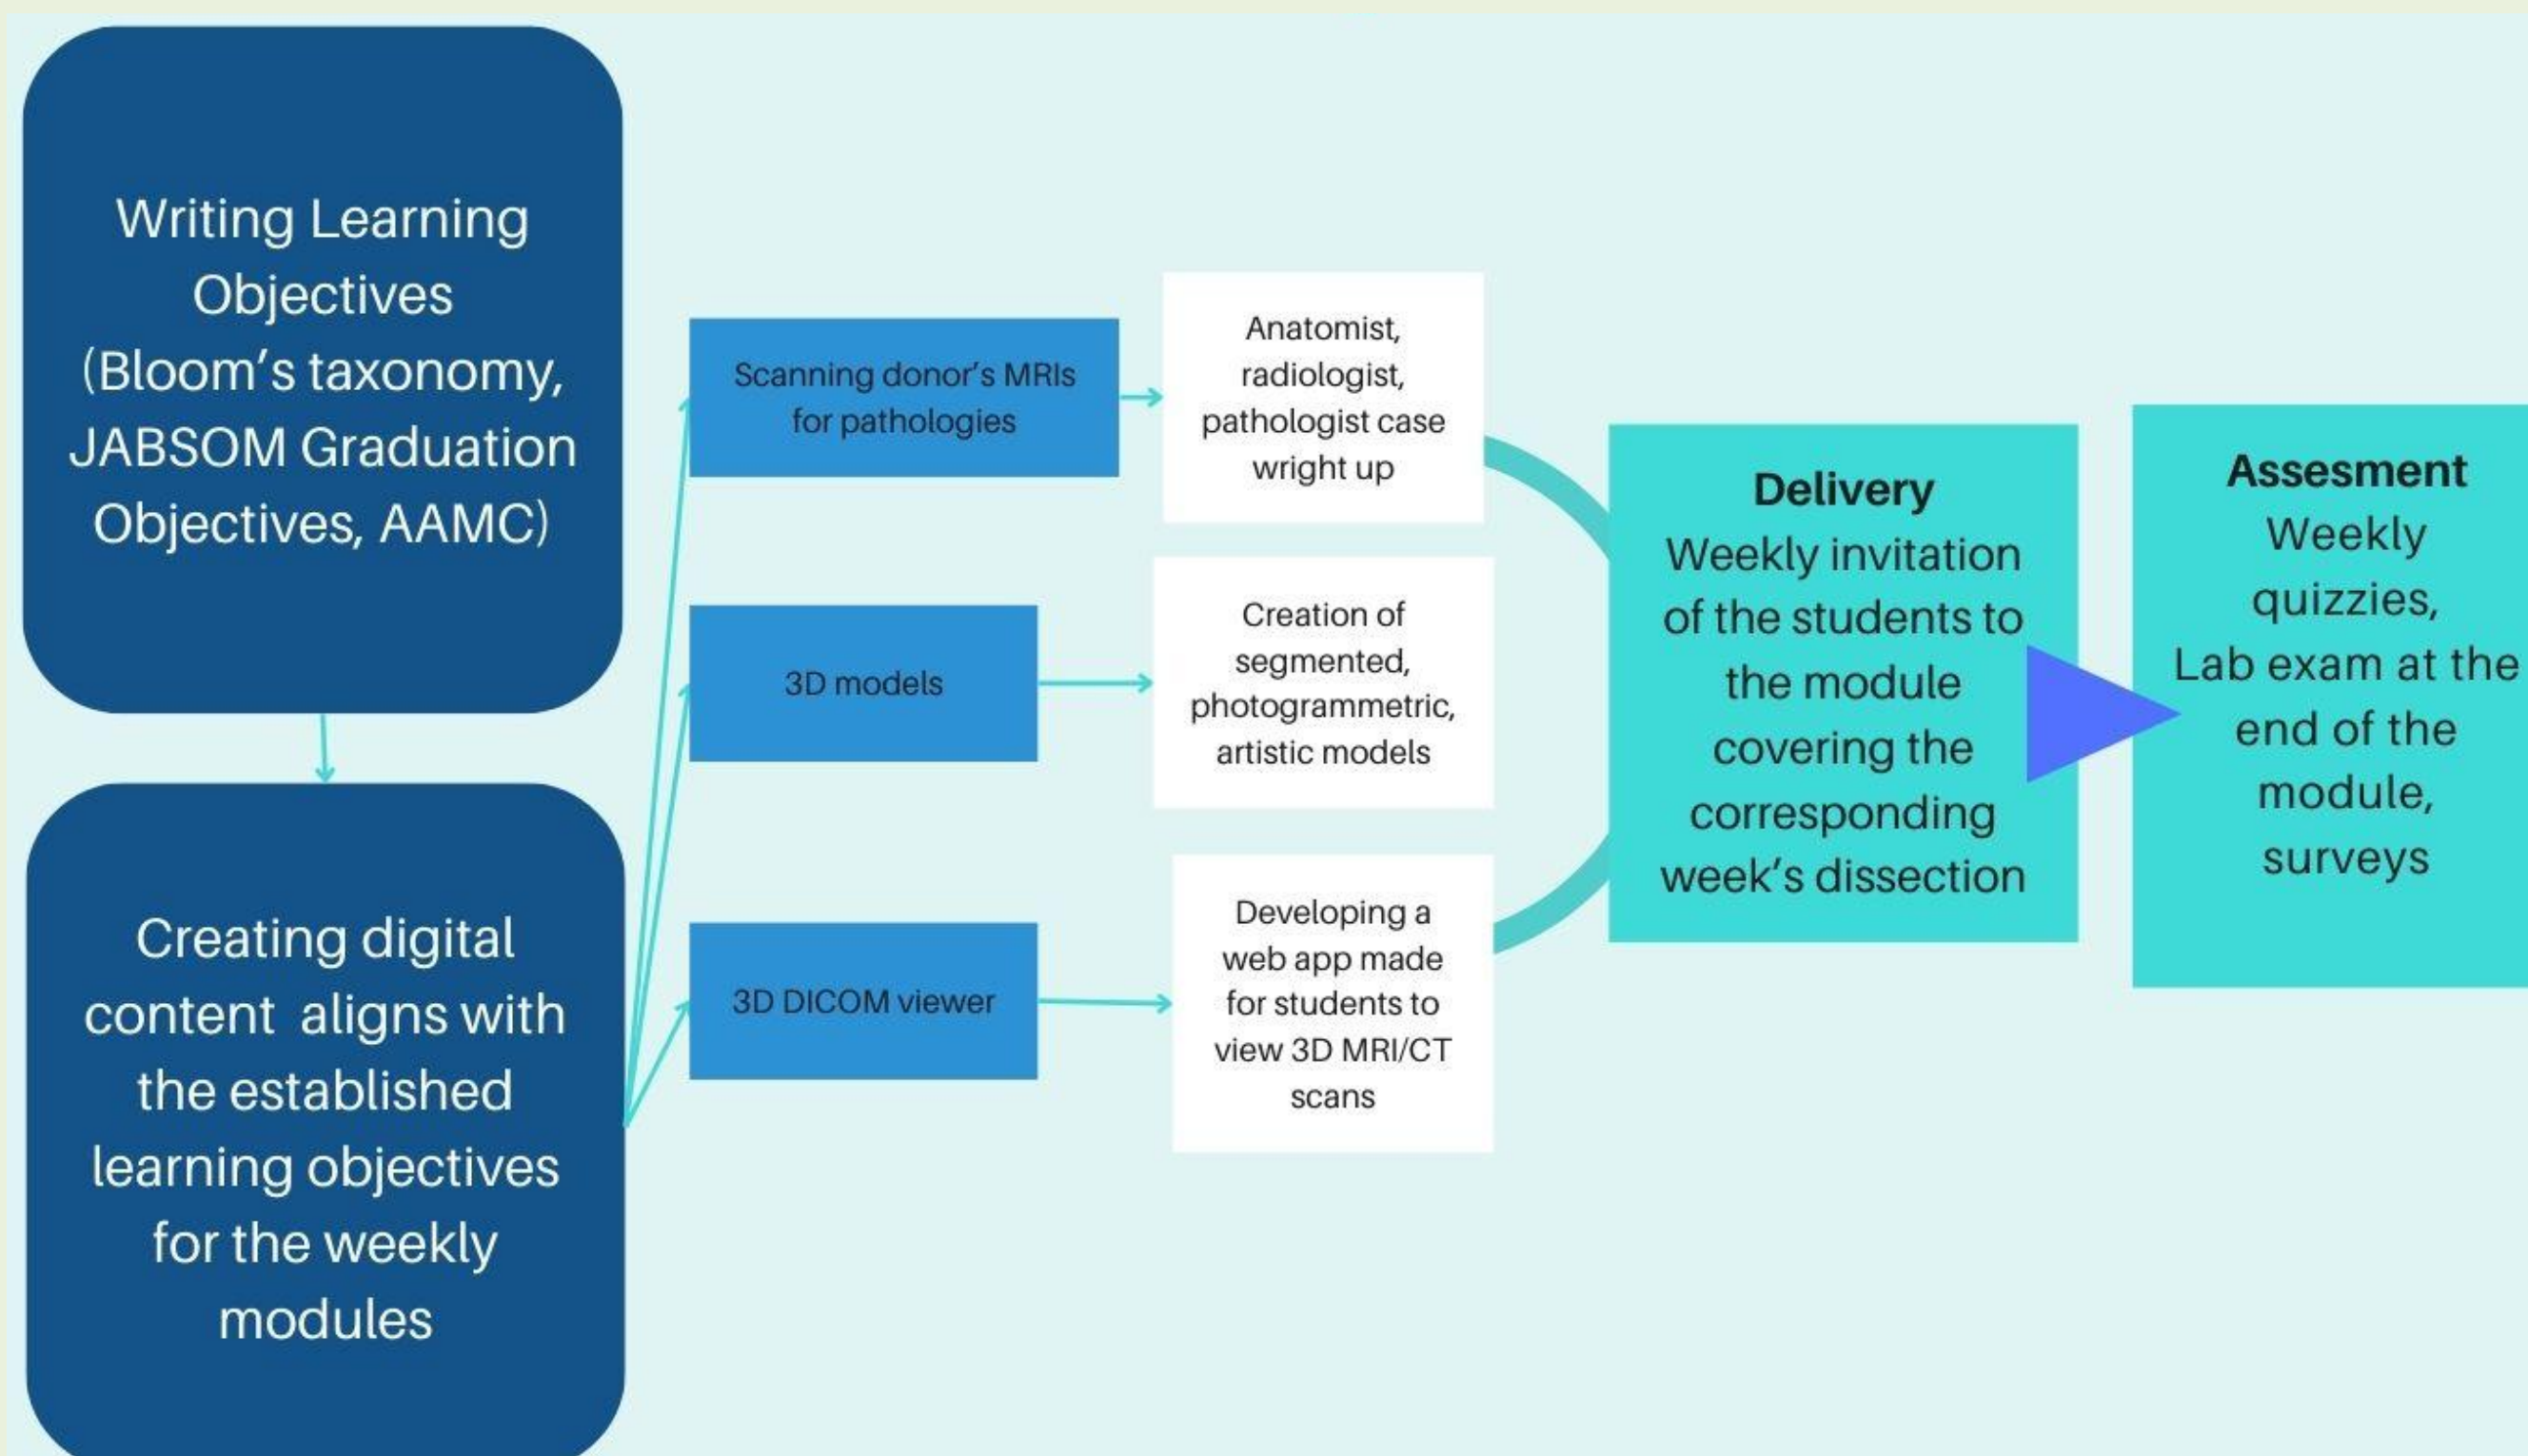 Writing Learning
Objectives
(Bloom's taxonomy,
JABSOM Graduation
Objectives, AAMC)
Creating digital
content aligns with
the established
learning objectives
for the weekly
modules
Scanning donor's MRIs
for pathologies
Anatomist,
radiologist,
pathologist case
wright up
3D models
Creation of
segmented,
photogrammetric,
artistic models
3D DICOM viewer
Developing a
web app made
for students to
view 3D MRI/CT
scans
Delivery
Weekly invitation
of the students to
the module
covering the
corresponding
week's dissection
Assesment
Weekly
quizzies,
Lab exam at the
end of the
module,
surveys